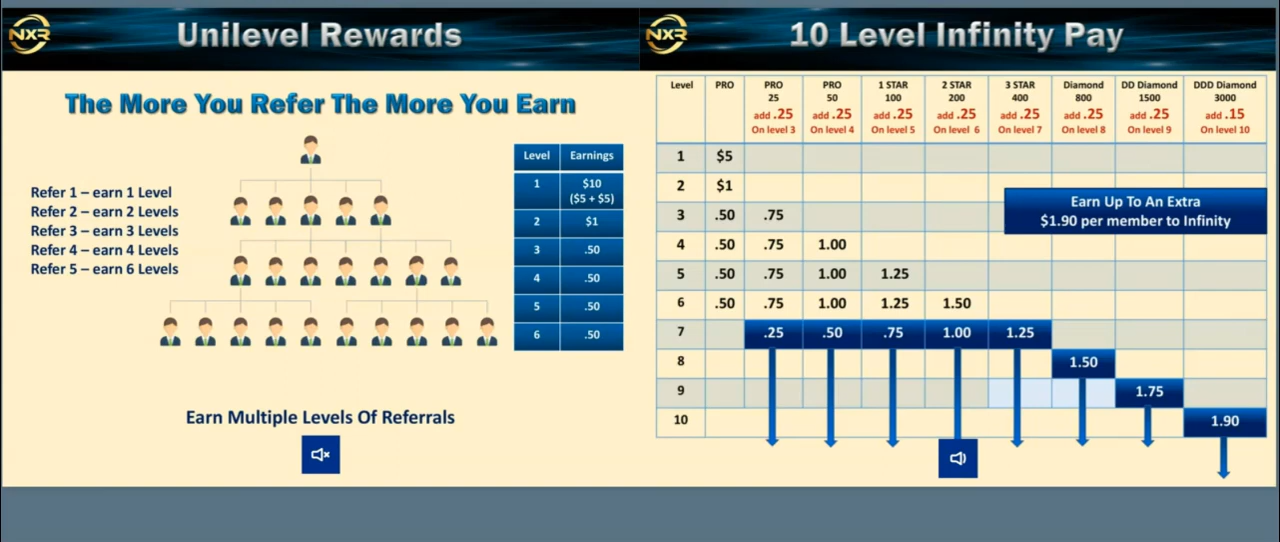 NXR
Unilevel Rewards
The More You Refer The More You Earn
Refer 1 – earn 1 Level
Refer 2 – earn 2 Levels
Refer 3 – earn 3 Levels
Refer 4 – earn 4 Levels
Refer 5 – earn 6 Levels
Level Earnings
1 $10
($5 + $5)
2 $1
3 .50
4 .50
5 .50
6 .50
Earn Multiple Levels Of Referrals
NXR
10 Level Infinity Pay
Level PRO PRO PRO 1 STAR 2 STAR 3 STAR Diamond DD Diamond DDD Diamond
25 50 100 200 400 800 1500 3000
add .25 add .25 add .25 add .25 add .25 add .25 add .25 add .15
On level 3 On level 4 On level 5 On level 6 On level 7 On level 8 On level 9 On level 10
1 $5
2 $1
Earn Up To An Extra
$1.90 per member to Infinity
3 .50 .75
4 .50 .75 1.00
5 .50 .75 1.00 1.25
6 .50 .75 1.00 1.25 1.50
7 .25 .50 .75 1.00 1.25
8 1.50
9 1.75
10 1.90